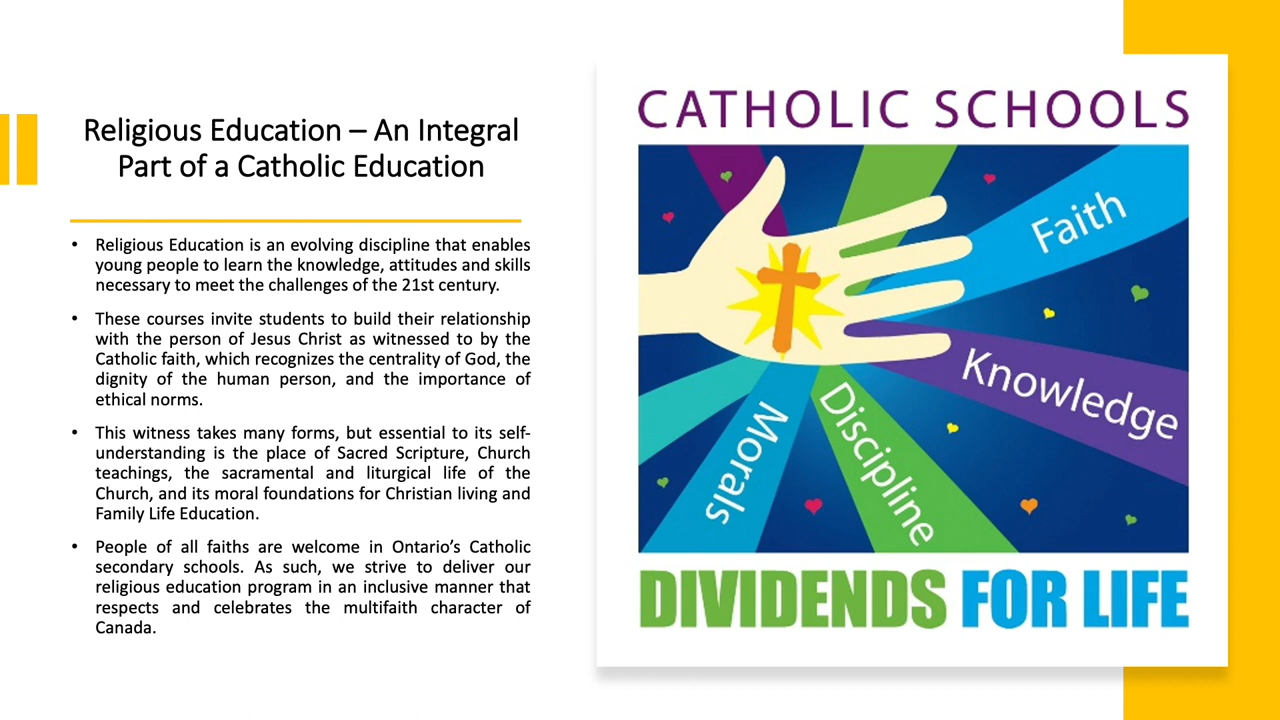 Religious Education – An Integral
Part of a Catholic Education
• Religious Education is an evolving discipline that enables
young people to learn the knowledge, attitudes and skills
necessary to meet the challenges of the 21st century.
• These courses invite students to build their relationship
with the person of Jesus Christ as witnessed to by the
Catholic faith, which recognizes the centrality of God, the
dignity of the human person, and the importance of
ethical norms.
• This witness takes many forms, but essential to its self-
understanding is the place of Sacred Scripture, Church
teachings, the sacramental and liturgical life of the
Church, and its moral foundations for Christian living and
Family Life Education.
• People of all faiths are welcome in Ontario’s Catholic
secondary schools. As such, we strive to deliver our
religious education program in an inclusive manner that
respects and celebrates the multifaith character of
Canada.
CATHOLIC SCHOOLS
Faith
Knowledge
Discipline
Morals
DIVIDENDS FOR LIFE